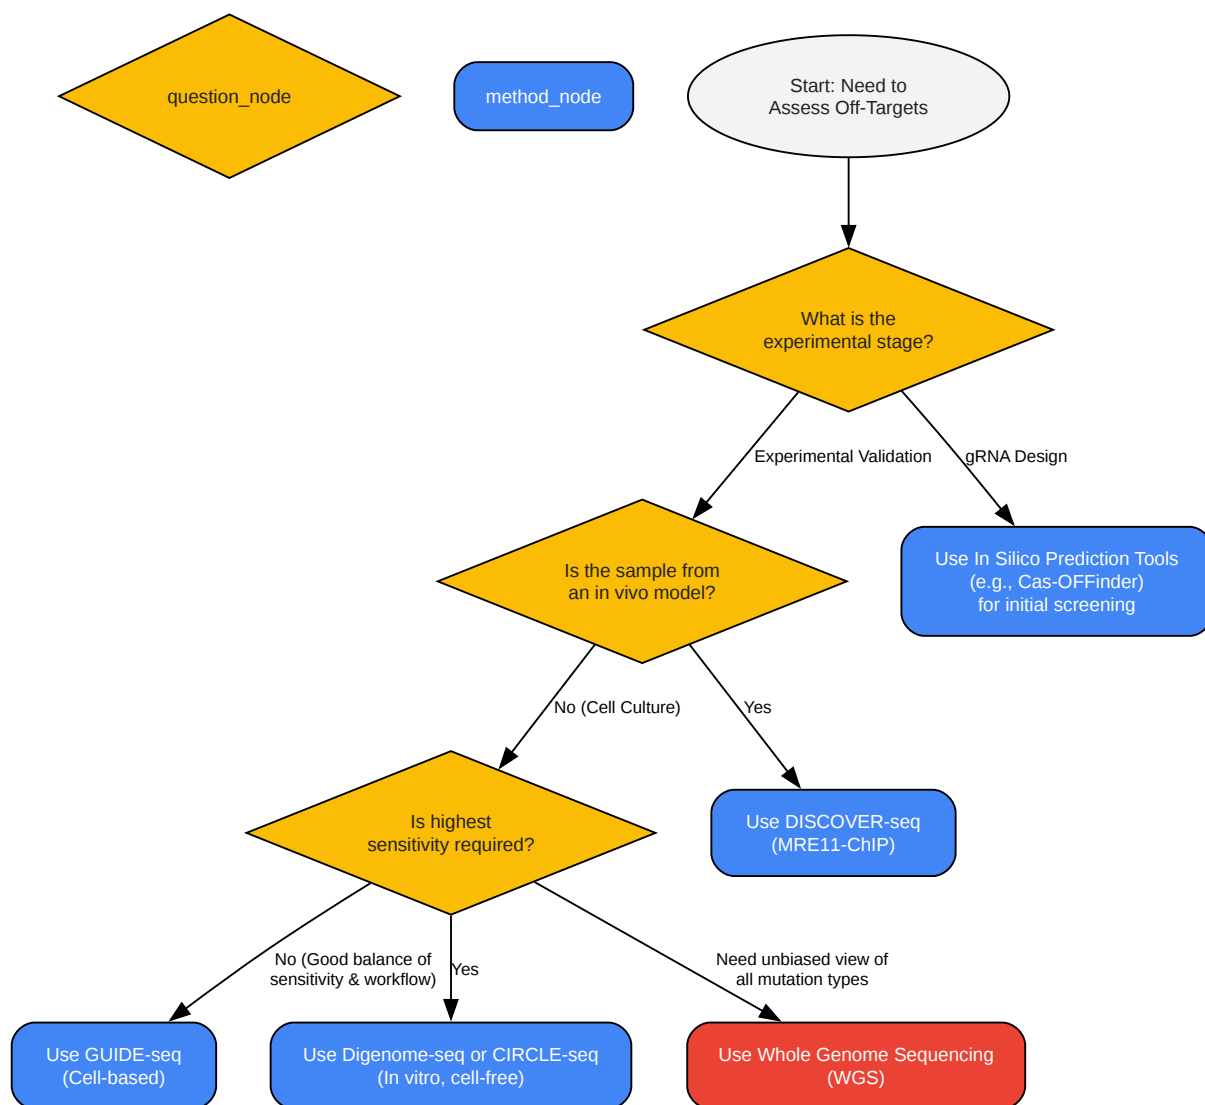 question_node
method_node
Start: Need to
Assess Off-Targets
What is the
experimental stage?
Experimental Validation
gRNA Design
Is the sample from
an in vivo model?
Use In Silico Prediction Tools
(e.g., Cas-OFFinder)
for initial screening
No (Cell Culture)
Yes
Is highest
sensitivity required?
Use DISCOVER-seq
(MRE11-ChIP)
No (Good balance of
sensitivity & workflow)
Yes
Need unbiased view of
all mutation types
Use GUIDE-seq
(Cell-based)
Use Digenome-seq or CIRCLE-seq
(In vitro, cell-free)
Use Whole Genome Sequencing
(WGS)